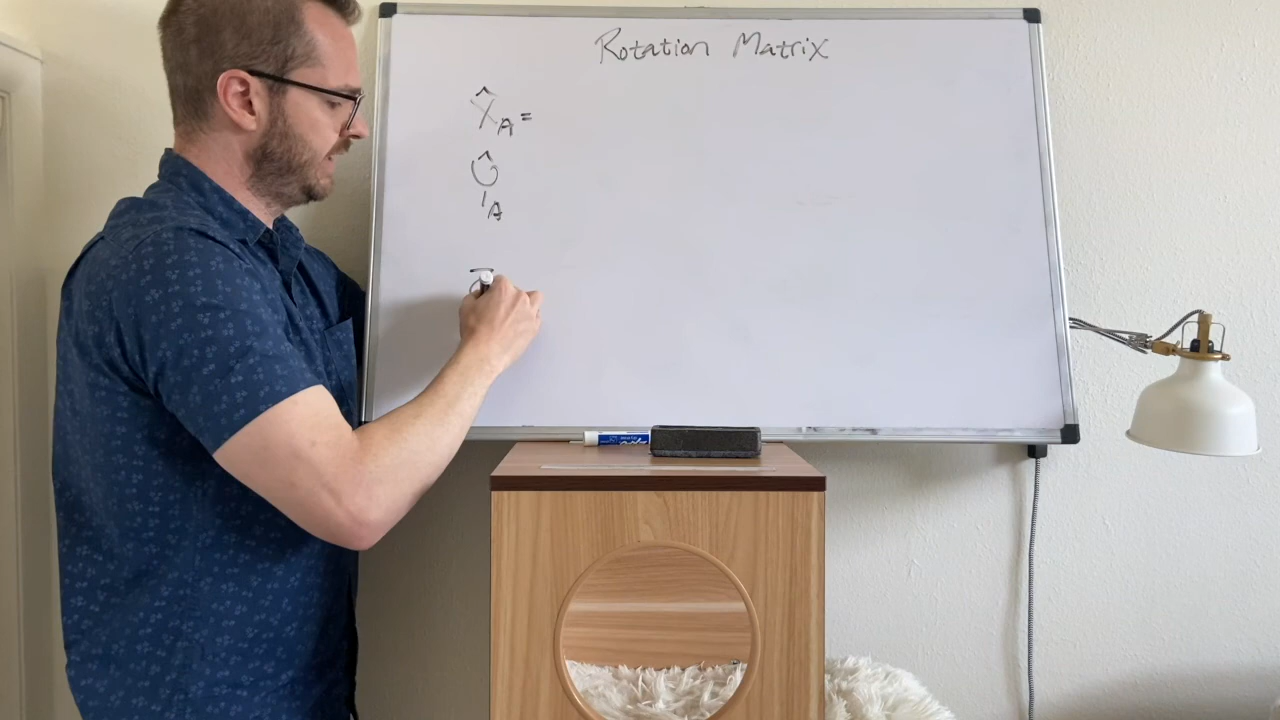 Rotation Matrix
x̂_A =
ŷ_A